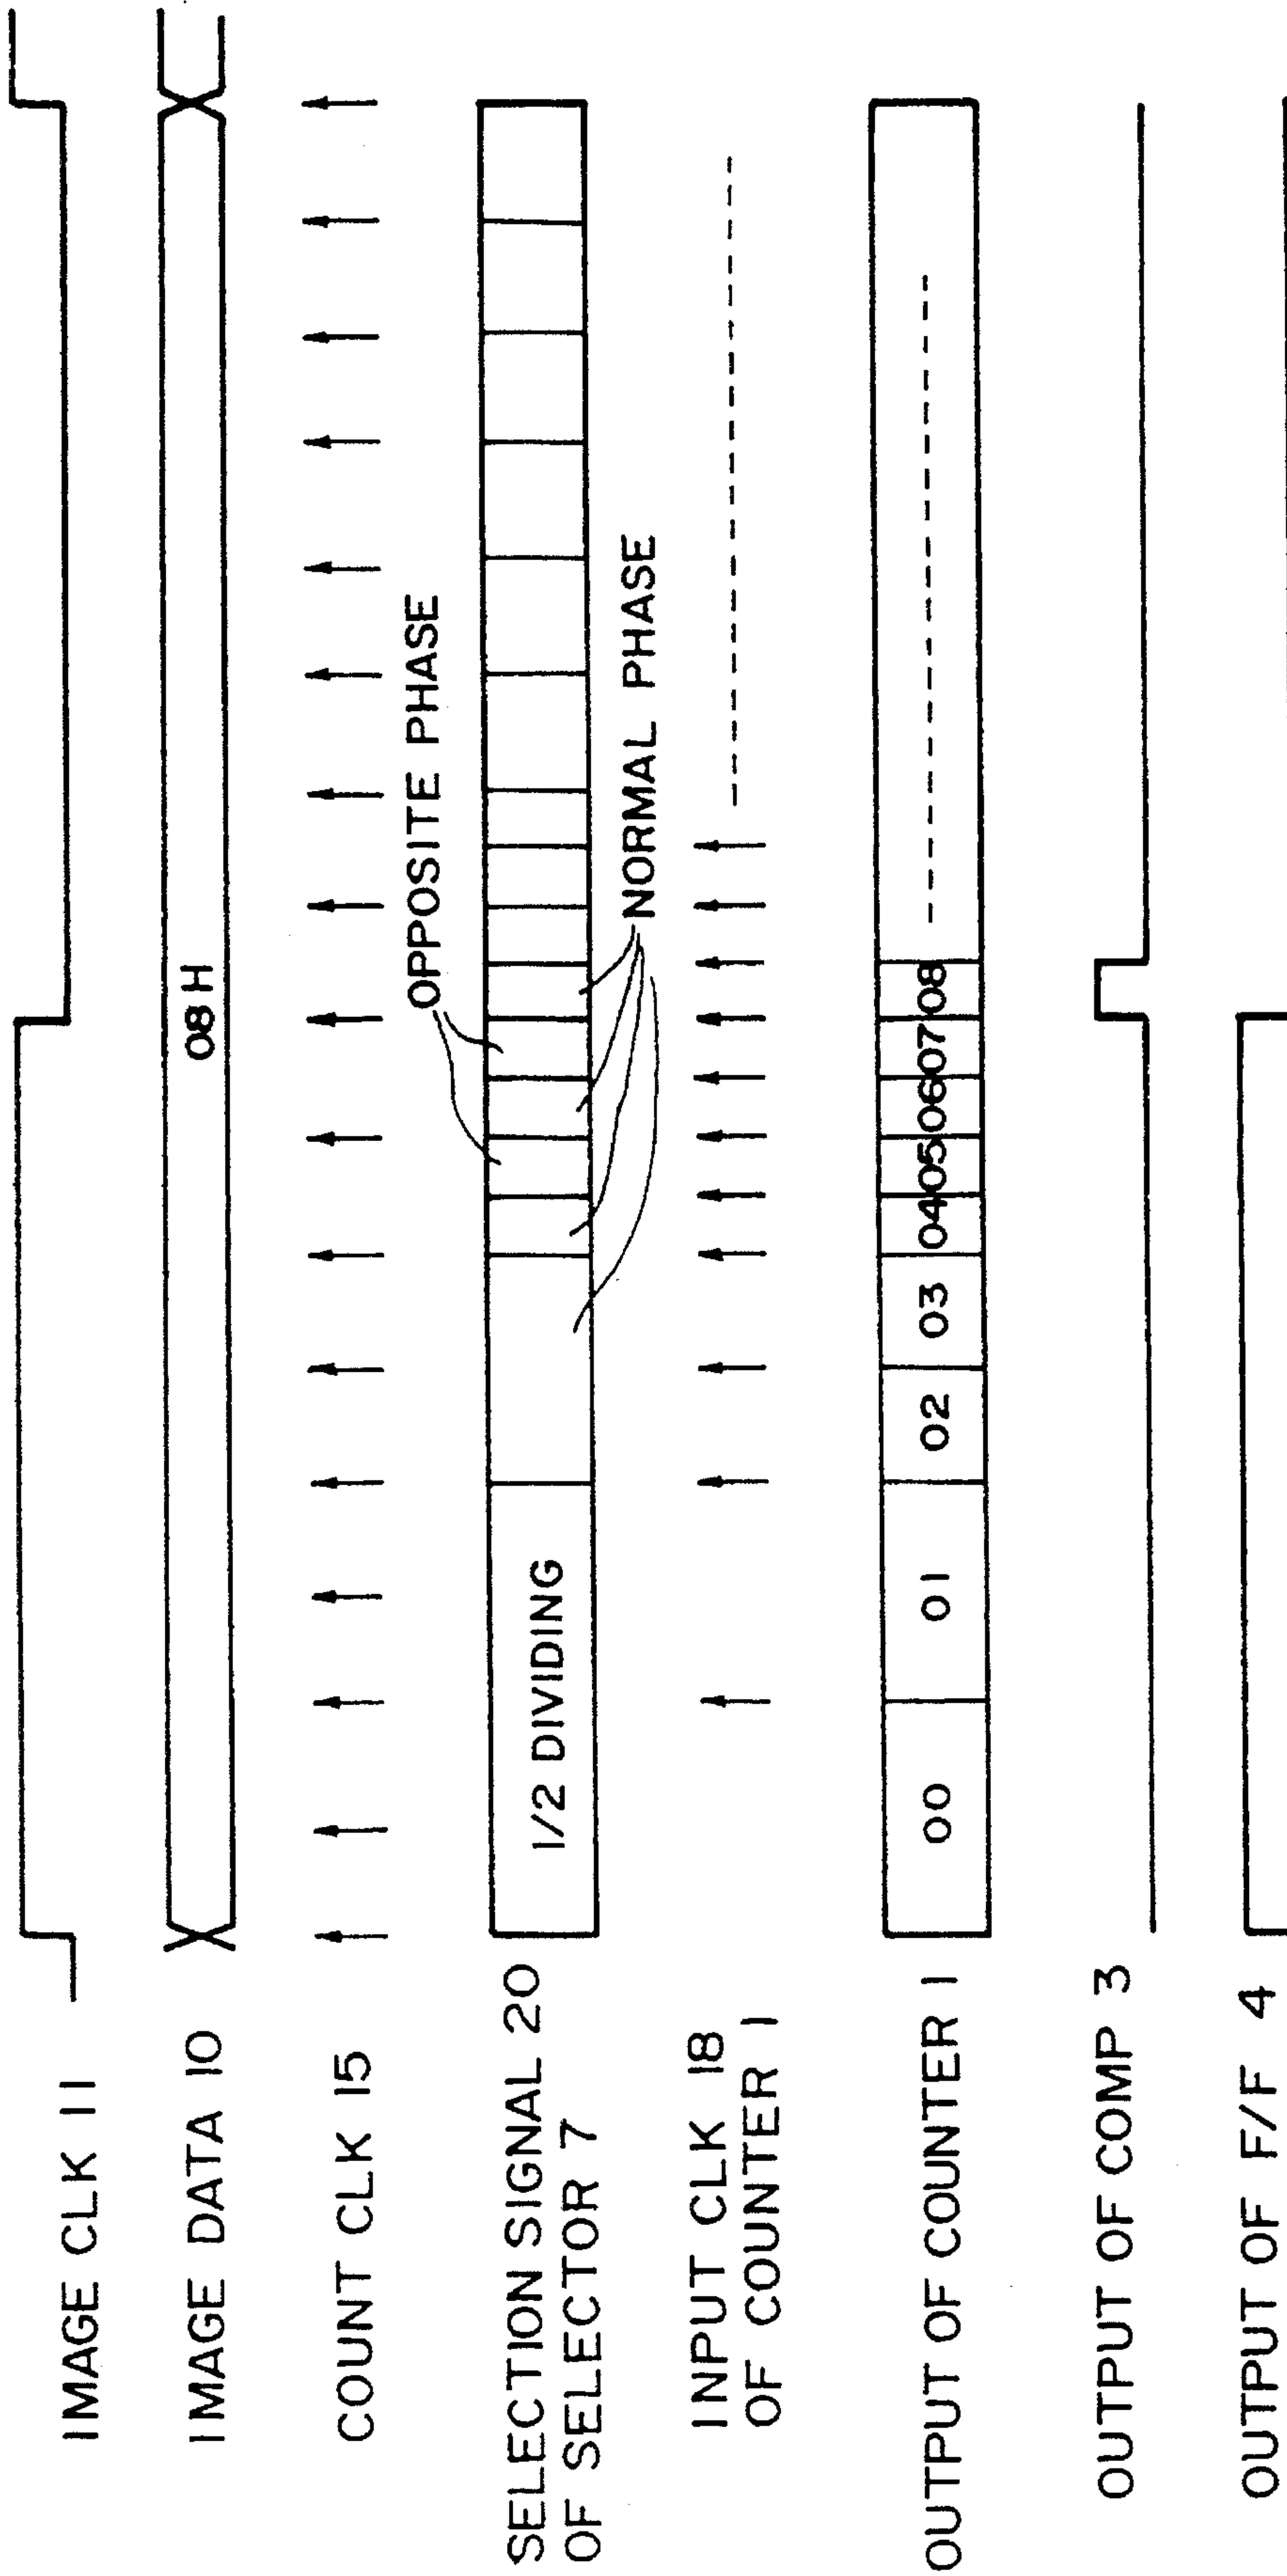 IMAGE CLK 11
IMAGE DATA 10
08 H
COUNT CLK 15
OPPOSITE PHASE
SELECTION SIGNAL 20
OF SELECTOR 7
1/2 DIVIDING
NORMAL PHASE
INPUT CLK 18
OF COUNTER 1
OUTPUT OF COUNTER 1
00 01 02 03 04 05 06 07 08
OUTPUT OF COMP 3
OUTPUT OF F/F 4